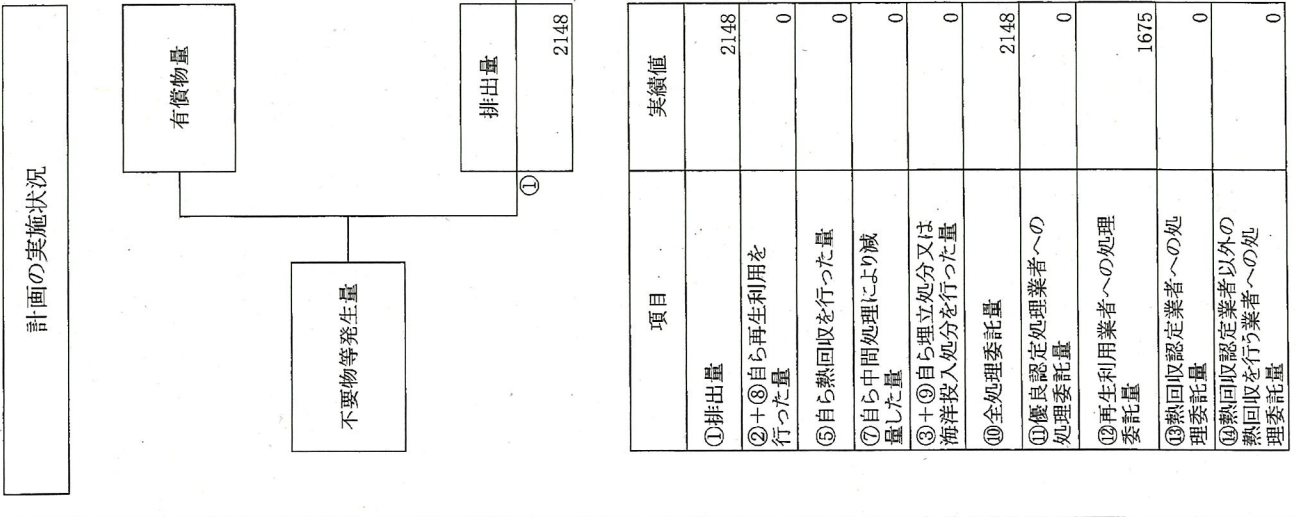 計画の実施状況
有償物量
不要物等発生量
排出量
①
2148
項目
実績値
①排出量
2148
②+⑧自ら再生利用を
行った量
0
⑤自ら熱回収を行った量
0
⑦自ら中間処理により減
量した量
0
③+⑨自ら埋立処分又は
海洋投入処分を行った量
0
⑩全処理委託量
2148
⑪優良認定処理業者への
処理委託量
0
⑫再生利用業者への処理
委託量
1675
⑬熱回収認定業者への処
理委託量
0
⑭熱回収認定業者以外の
熱回収を行う業者への処
理委託量
0